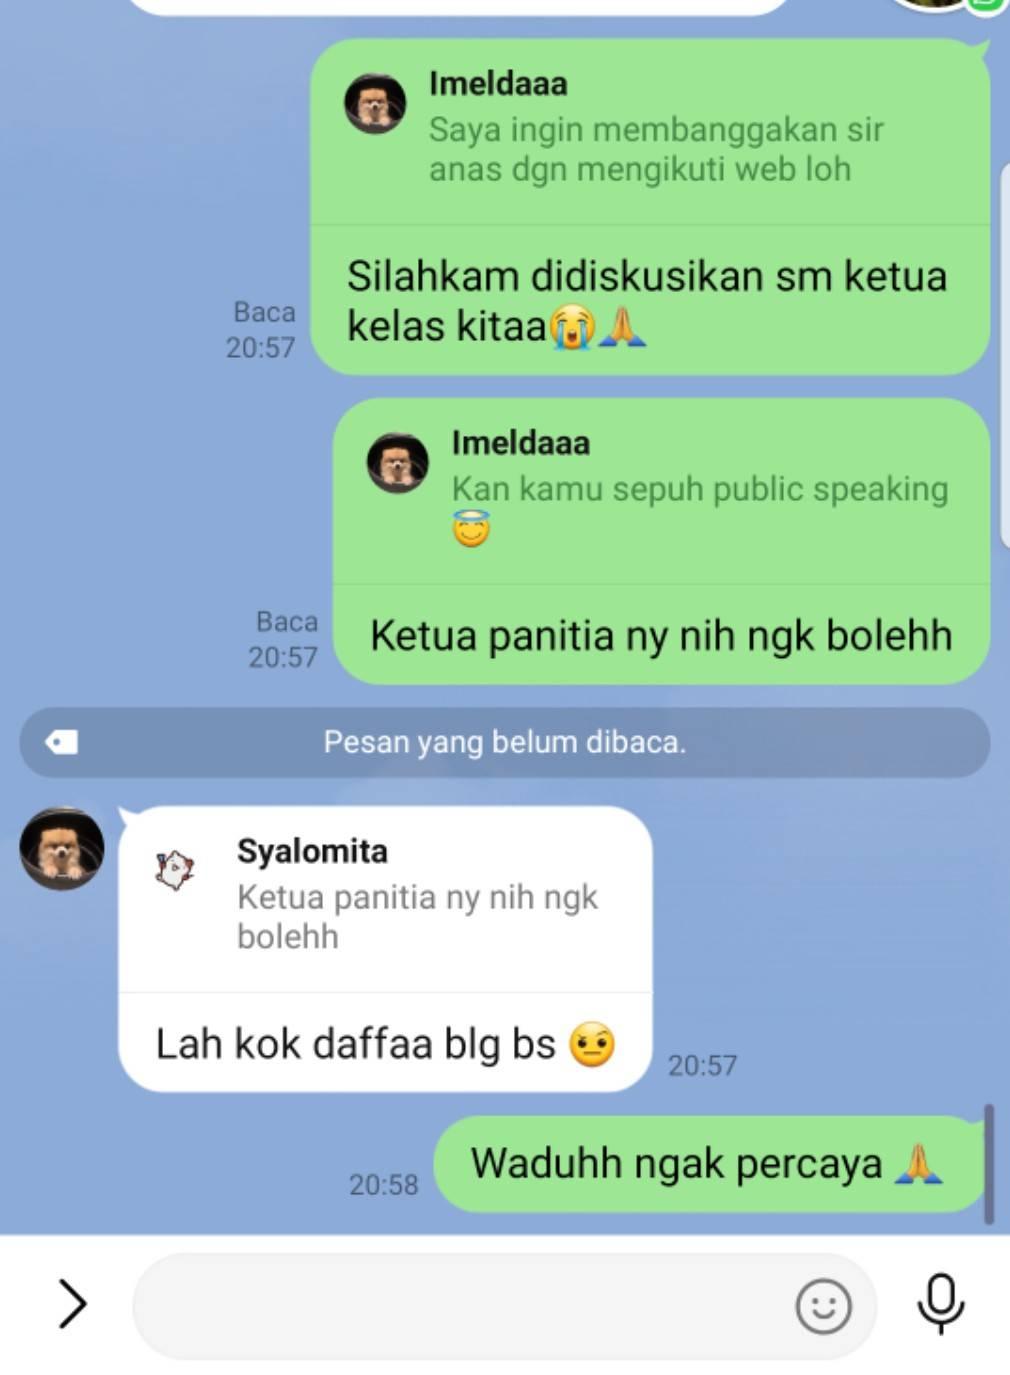 Imeldaaa
Saya ingin membanggakan sir
anas dgn mengikuti web loh
Silahkam didiskusikan sm ketua
kelas kitaa😭🙏
Baca
20:57
Imeldaaa
Kan kamu sepuh public speaking
😇
Ketua panitia ny nih ngk bolehh
Baca
20:57
Pesan yang belum dibaca.
Syalomita
Ketua panitia ny nih ngk
bolehh
Lah kok daffaa blg bs 🤨
20:57
Waduhh ngak percaya 🙏
20:58